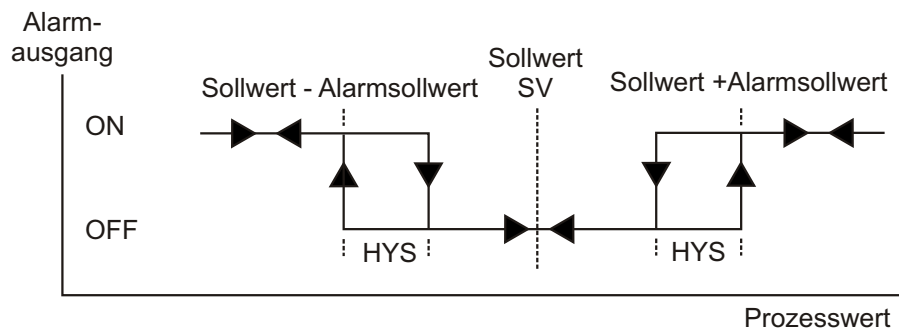 Alarm-
ausgang
Sollwert
SV
Sollwert - Alarmsollwert
Sollwert +Alarmsollwert
ON
OFF
HYS
HYS
Prozesswert